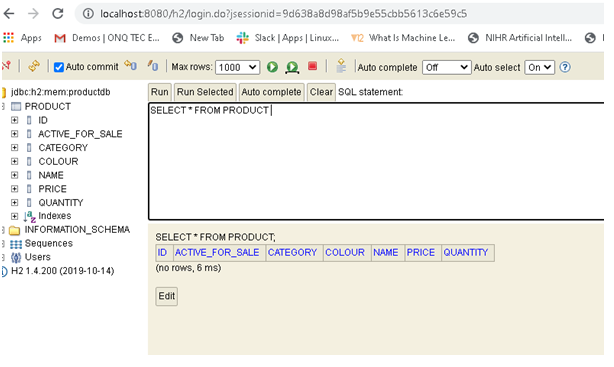 localhost:8080/h2/login.do?jsessionid=9d638a8d98af5b9e55cbb5613c6e59c5
Apps Demos | ONQ TEC E... New Tab Slack | Apps | Linux... What Is Machine Le... NIHR Artificial Intell...
Auto commit Max rows: 1000 Auto complete Off Auto select On
jdbc:h2:mem:productdb
PRODUCT
ID
ACTIVE_FOR_SALE
CATEGORY
COLOUR
NAME
PRICE
QUANTITY
Indexes
INFORMATION_SCHEMA
Sequences
Users
H2 1.4.200 (2019-10-14)
Run Run Selected Auto complete Clear SQL statement:
SELECT * FROM PRODUCT
SELECT * FROM PRODUCT;
ID ACTIVE_FOR_SALE CATEGORY COLOUR NAME PRICE QUANTITY
(no rows, 6 ms)
Edit